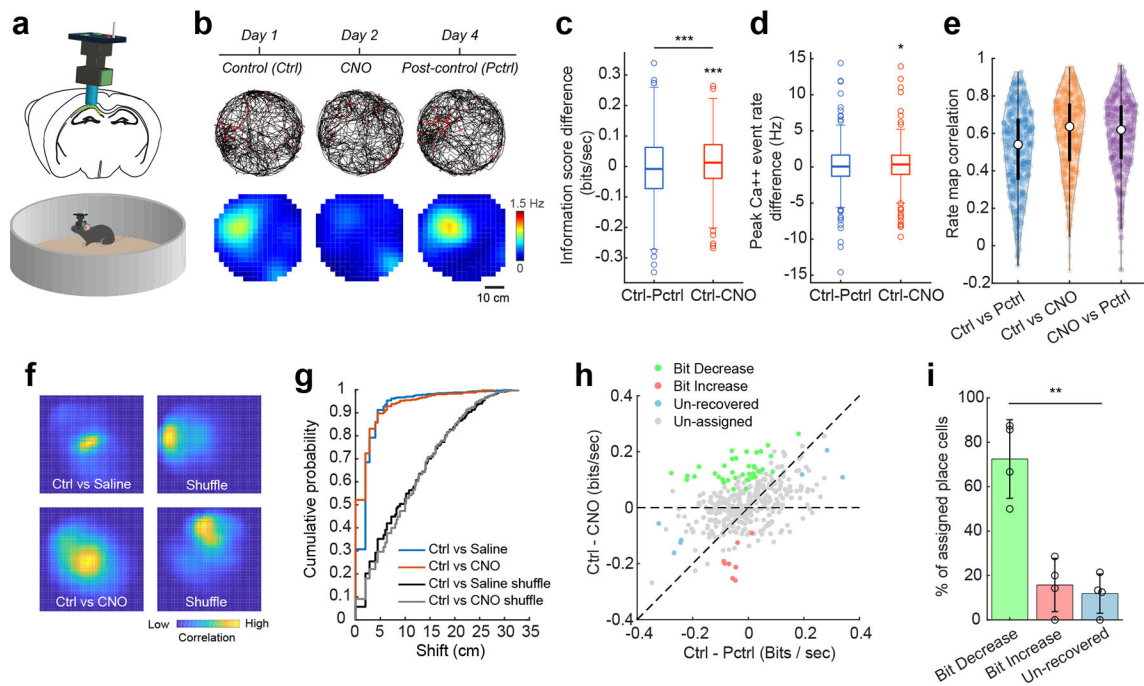 a
b
Day 1
Day 2
Day 4
Control (Ctrl)
CNO
Post-control (Pctrl)
1.5 Hz
0
10 cm
c
Information score difference
(bits/sec)
***
***
0.3
0.2
0.1
0
-0.1
-0.2
-0.3
Ctrl-Pctrl
Ctrl-CNO
d
Peak Ca++ event rate
difference (Hz)
*
15
10
5
0
-5
-10
-15
Ctrl-Pctrl
Ctrl-CNO
e
Rate map correlation
1
0.8
0.6
0.4
0.2
0
-0.2
Ctrl vs Pctrl
Ctrl vs CNO
CNO vs Pctrl
f
Ctrl vs Saline
Shuffle
Ctrl vs CNO
Shuffle
Low
High
Correlation
g
Cumulative probability
1
0.9
0.8
0.7
0.6
0.5
0.4
0.3
0.2
0.1
0
Ctrl vs Saline
Ctrl vs CNO
Ctrl vs Saline shuffle
Ctrl vs CNO shuffle
0 5 10 15 20 25 30 35
Shift (cm)
h
Bit Decrease
Bit Increase
Un-recovered
Un-assigned
Ctrl - CNO (bits/sec)
0.4
0.2
0
-0.2
-0.4
-0.4 -0.2 0 0.2 0.4
Ctrl - Pctrl (Bits / sec)
i
% of assigned place cells
**
100
80
60
40
20
0
Bit Decrease
Bit Increase
Un-recovered